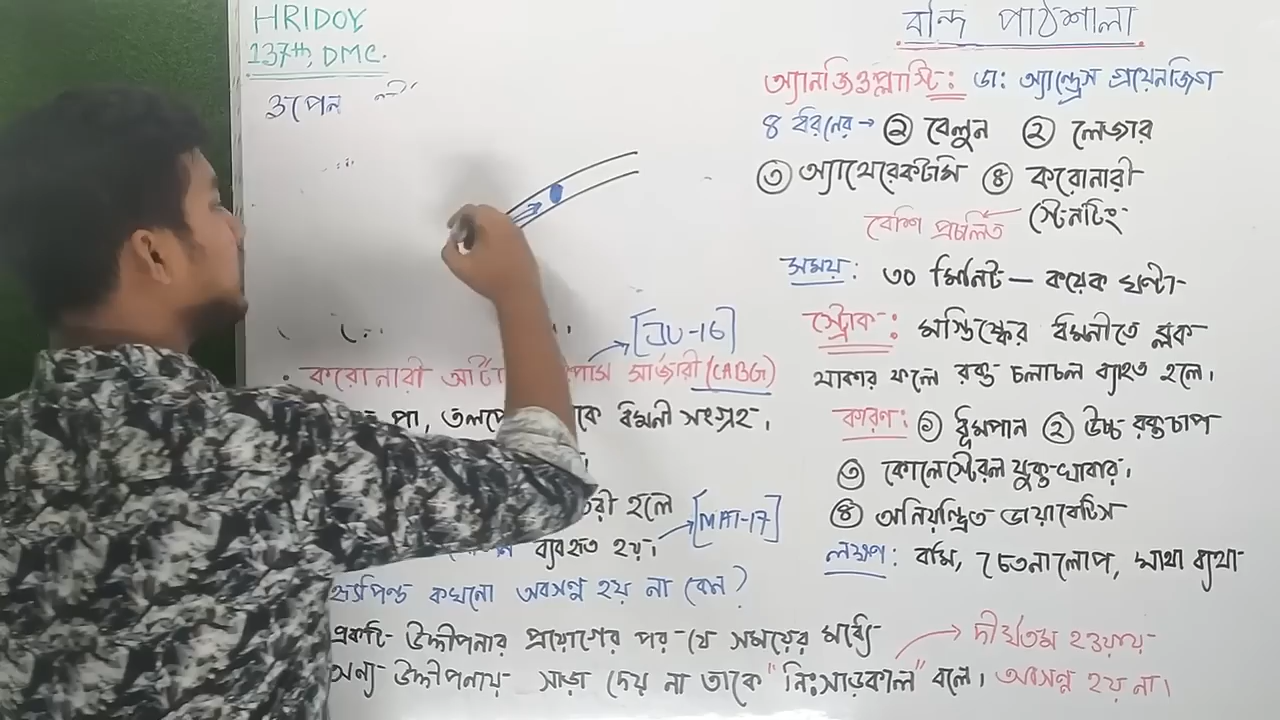 HRIDOY
137th, DMC.
ওপেন
[JU-16]
করোনারী আর্টা সার্জারী (CABG)
পা, ধমনী সংগ্রহ,
হলে
[MAT-17]
ব্যবহৃত হয়।
হৃৎপিন্ড কখনো অবসন্ন হয় না কেন?
একটি উদ্দীপনার প্রয়োগের পর যে সময়ের মধ্যে
অন্য উদ্দীপনায় সাড়া দেয় না তাকে "নিঃসাড়কাল" বলে।
দীর্ঘতম হওয়ায়
অবসন্ন হয় না।
বন্দি পাঠশালা
অ্যানজিওপ্লাস্টি: ডা: অ্যান্ড্রেস গ্রয়েনজিগ
৪ ধরনের → ① বেলুন ② লেজার
③ অ্যাথেরেকটমি ④ করোনারী
স্টেনটিং
বেশি প্রচলিত
সময়: ৩০ মিনিট — কয়েক ঘণ্টা
স্ট্রোক: মস্তিষ্কের ধমনীতে ব্লক
থাকার ফলে রক্ত চলাচল ব্যাহত হলে।
কারণ: ① ধূমপান ② উচ্চ রক্তচাপ
③ কোলেস্টেরল যুক্ত খাবার।
④ অনিয়ন্ত্রিত ডায়াবেটিস
লক্ষণ: বমি, চেতনালোপ, মাথা ব্যথা